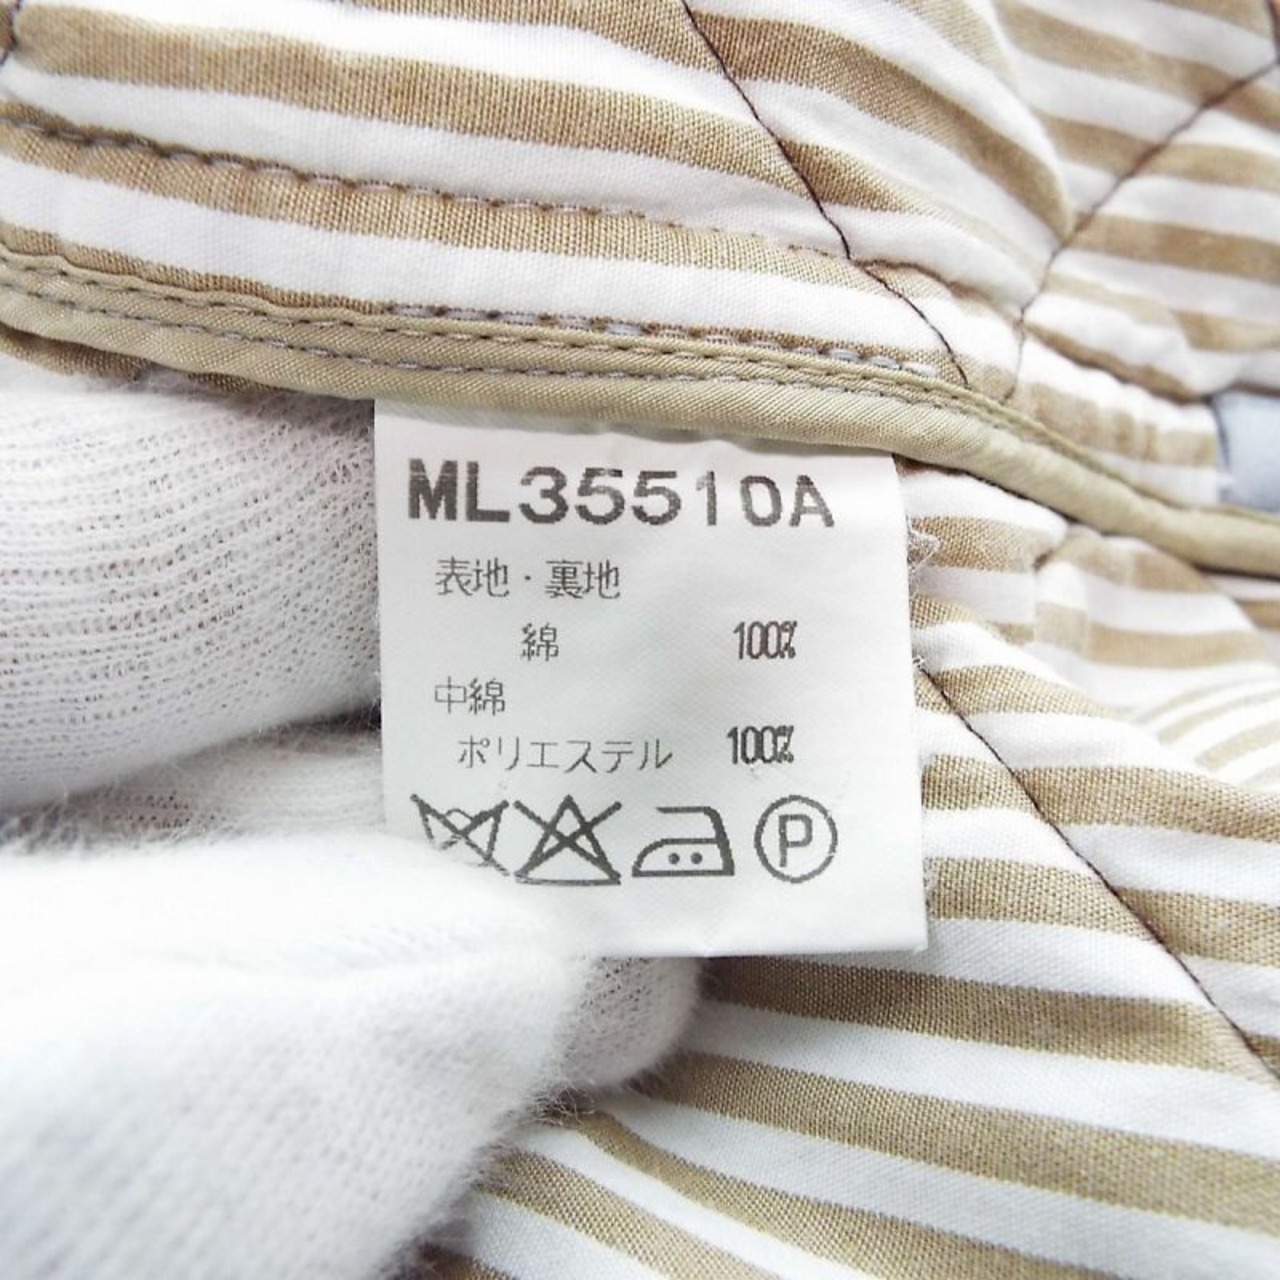 ML35510A
表地・裏地
綿 100%
中綿
ポリエステル 100%
P